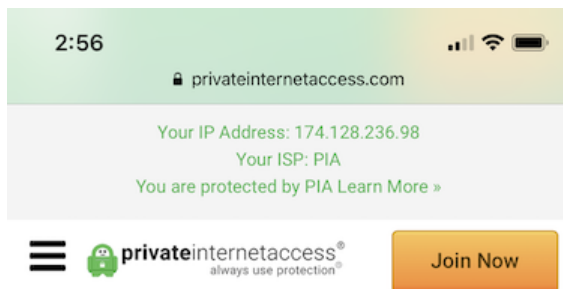 2:56
privateinternetaccess.com
Your IP Address: 174.128.236.98
Your ISP: PIA
You are protected by PIA Learn More »
privateinternetaccess®
always use protection®
Join Now